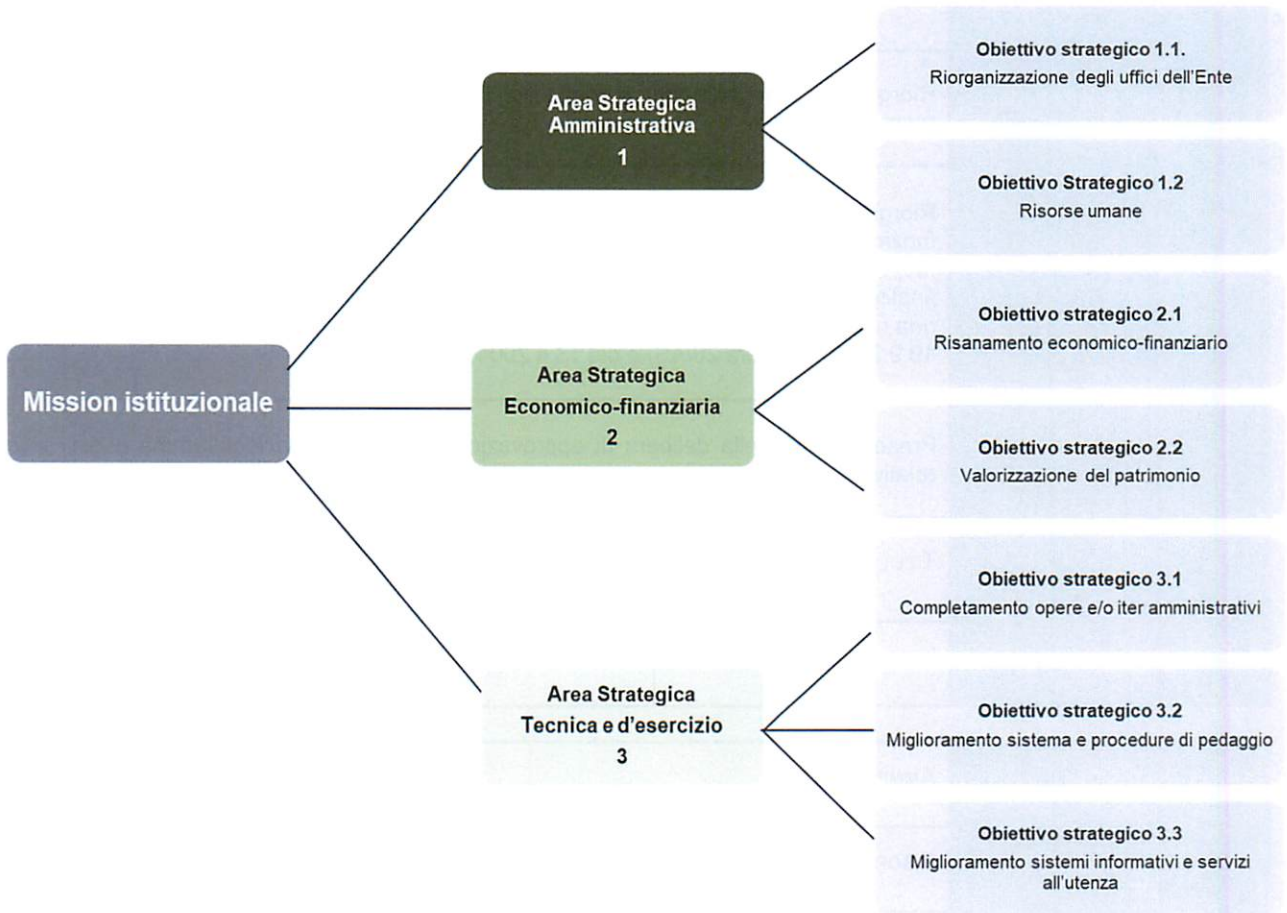 Mission istituzionale
Area Strategica
Amministrativa
1
Obiettivo strategico 1.1.
Riorganizzazione degli uffici dell'Ente
Obiettivo Strategico 1.2
Risorse umane
Area Strategica
Economico-finanziaria
2
Obiettivo strategico 2.1
Risanamento economico-finanziario
Obiettivo strategico 2.2
Valorizzazione del patrimonio
Area Strategica
Tecnica e d'esercizio
3
Obiettivo strategico 3.1
Completamento opere e/o iter amministrativi
Obiettivo strategico 3.2
Miglioramento sistema e procedure di pedaggio
Obiettivo strategico 3.3
Miglioramento sistemi informativi e servizi
all'utenza